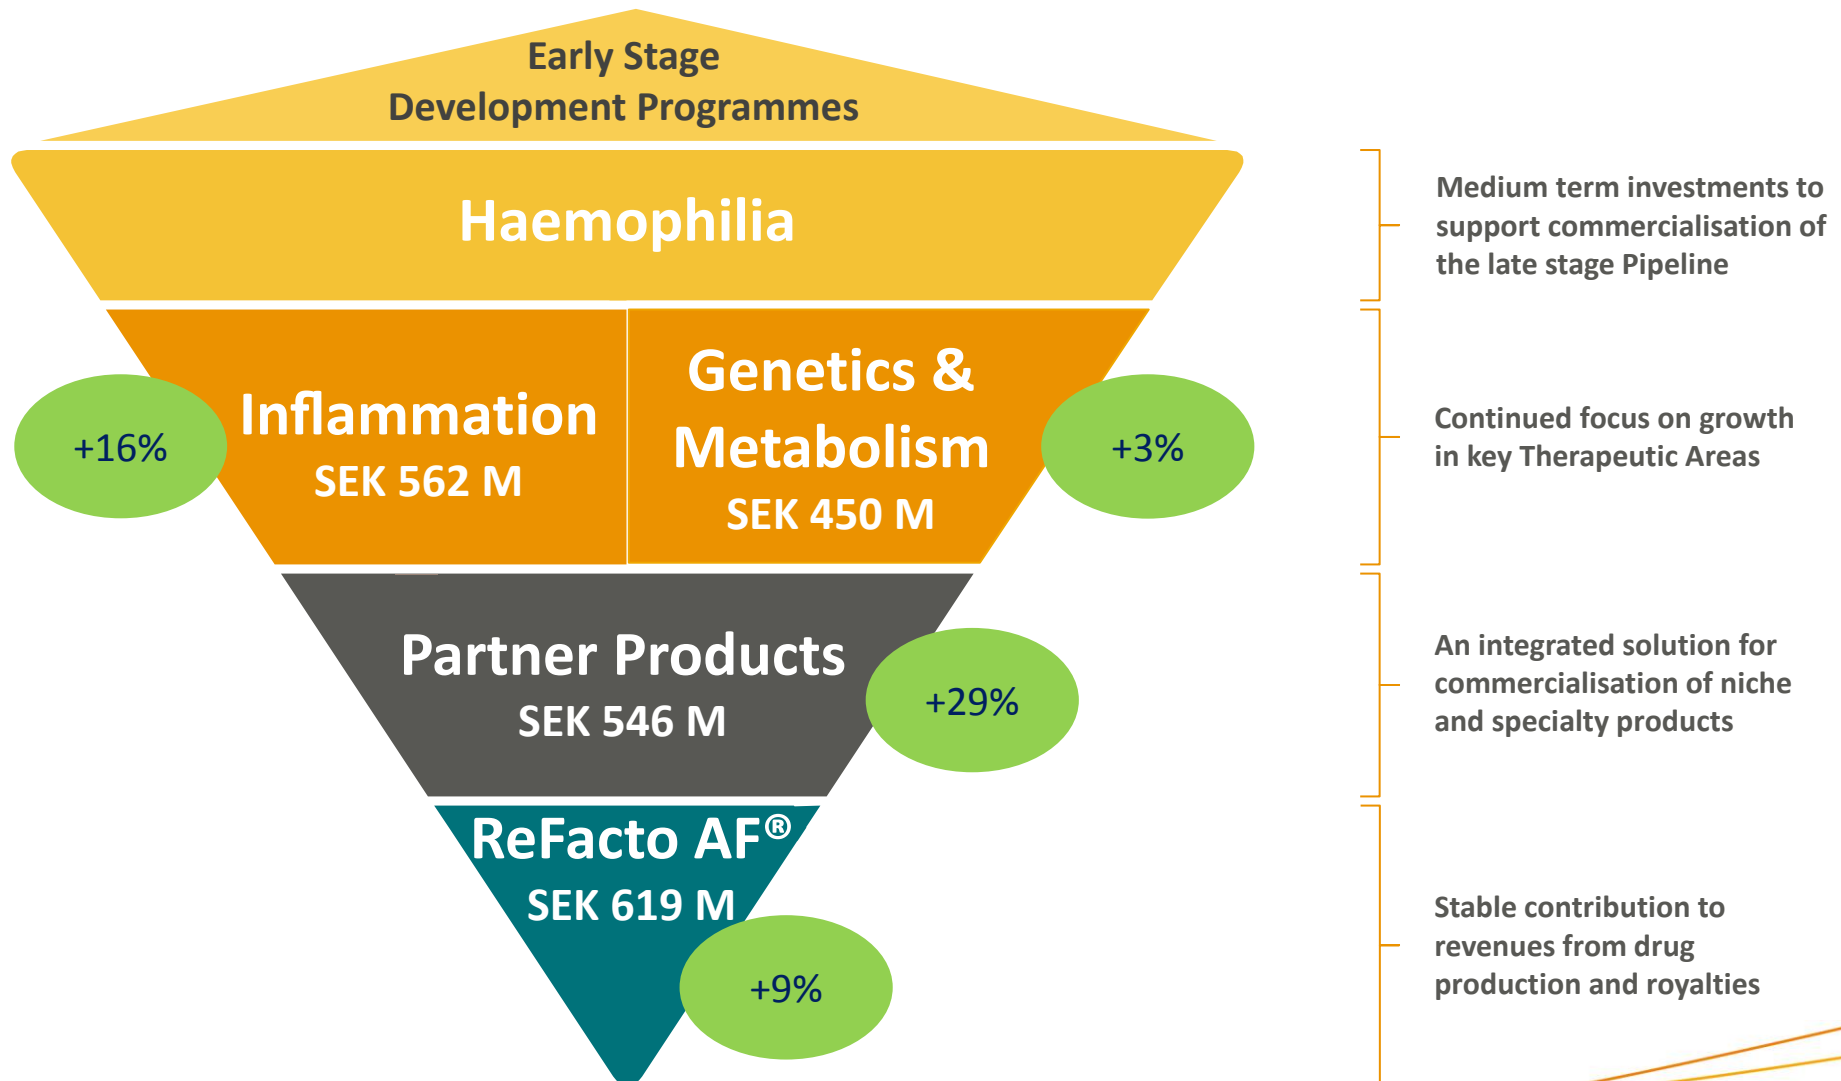 Early Stage
Development Programmes
Haemophilia
Medium term investments to
support commercialisation of
the late stage Pipeline
+16%
Inflammation
SEK 562 M
Genetics &
Metabolism
SEK 450 M
+3%
Continued focus on growth
in key Therapeutic Areas
Partner Products
SEK 546 M
+29%
An integrated solution for
commercialisation of niche
and specialty products
ReFacto AF®
SEK 619 M
+9%
Stable contribution to
revenues from drug
production and royalties